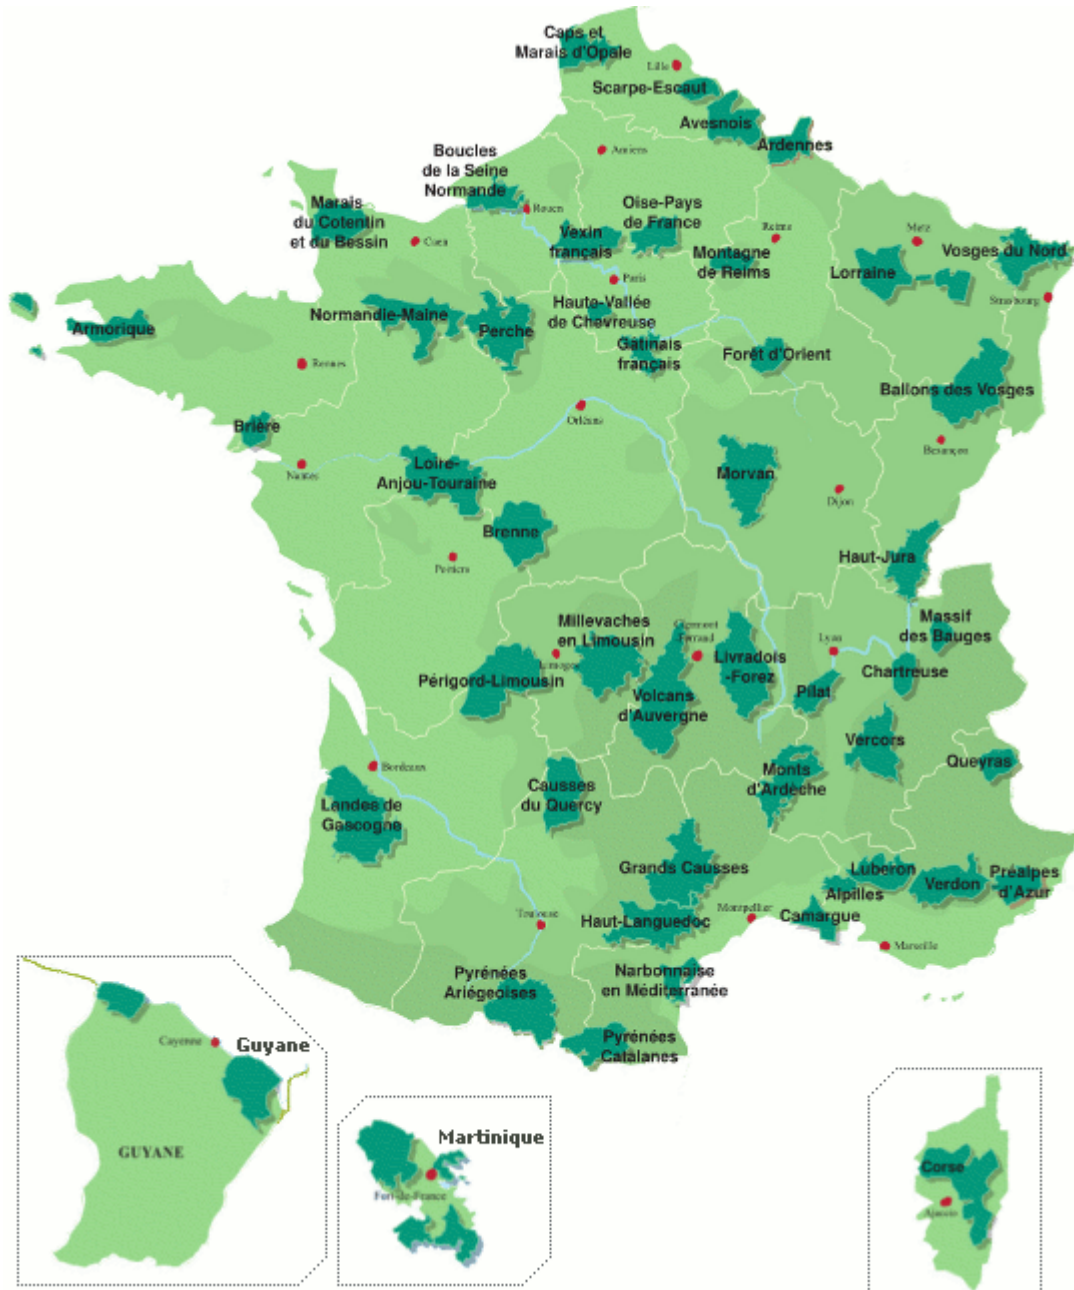 Caps et
Marais d'Opale
Lille
Scarpe-Escaut
Avesnois
Ardennes
Amiens
Boucles
de la Seine
Normande
Rouen
Oise-Pays
de France
Marais
du Cotentin
et du Bessin
Caen
Vexin
français
Reims
Montagne
de Reims
Metz
Vosges du Nord
Lorraine
Strasbourg
Paris
Armorique
Normandie-Maine
Perche
Haute-Vallée
de Chevreuse
Gatinais
français
Forêt d'Orient
Rennes
Ballons des Vosges
Orléans
Brière
Besançon
Nantes
Loire-
Anjou-Touraine
Morvan
Dijon
Brenne
Poitiers
Haut-Jura
Millevaches
en Limousin
Clermont
Ferrand
Massif
des Bauges
Lyon
Limoges
Périgord-Limousin
Livradois
-Forez
Chartreuse
Volcans
d'Auvergne
Pilat
Vercors
Bordeaux
Queyras
Causses
du Quercy
Monts
d'Ardèche
Landes de
Gascogne
Grands Causses
Luberon
Alpilles
Verdon
Préalpes
d'Azur
Toulouse
Haut-Languedoc
Montpellier
Camargue
Marseille
Pyrénées
Ariégeoises
Narbonnaise
en Méditerranée
Pyrénées
Catalanes
Cayenne
Guyane
GUYANE
Martinique
Fort-de-France
Corse
Ajaccio